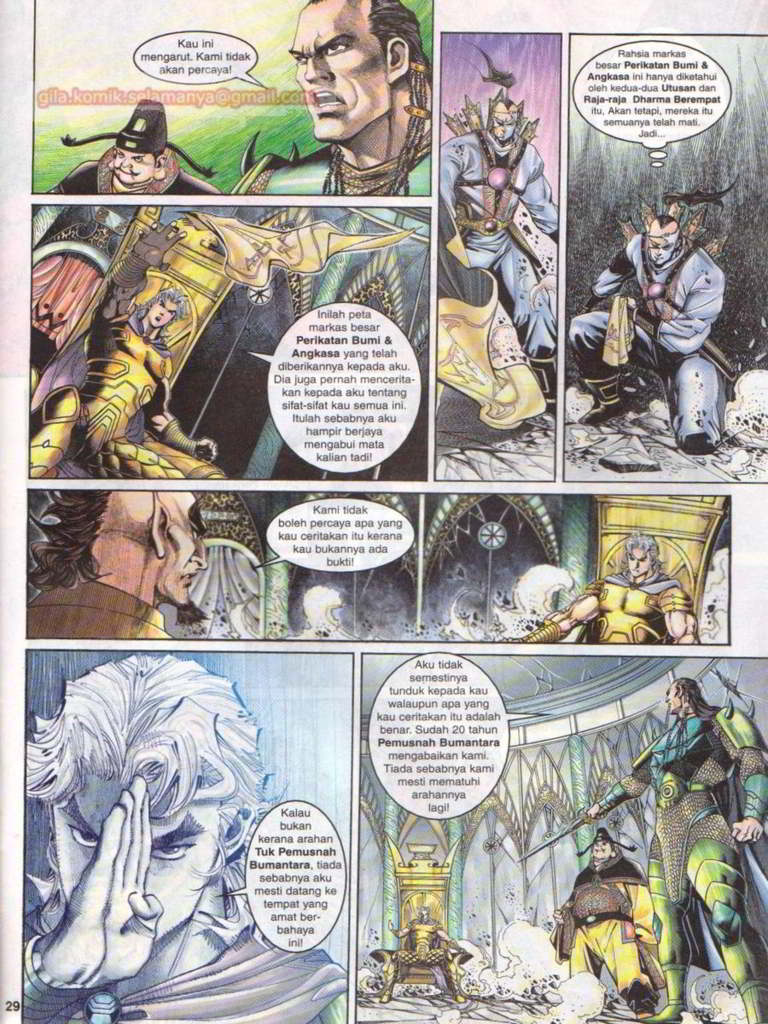 Kau ini
mengarut. Kami tidak
akan percaya!
gila.komik.selamanya@gmail.com
Rahsia markas
besar Perikatan Bumi &
Angkasa ini hanya diketahui
oleh kedua-dua Utusan dan
Raja-raja Dharma Berempat
itu, Akan tetapi, mereka itu
semuanya telah mati.
Jadi...
Inilah peta
markas besar
Perikatan Bumi &
Angkasa yang telah
diberikannya kepada aku.
Dia juga pernah mencerita-
kan kepada aku tentang
sifat-sifat kau semua ini.
Itulah sebabnya aku
hampir berjaya
mengabui mata
kalian tadi!
Kami tidak
boleh percaya apa yang
kau ceritakan itu kerana
kau bukannya ada
bukti!
Kalau
bukan
kerana arahan
Tuk Pemusnah
Bumantara, tiada
sebabnya aku
mesti datang ke
tempat yang
amat ber-
bahaya
ini!
Aku tidak
semestinya
tunduk kepada kau
walaupun apa yang
kau ceritakan itu adalah
benar. Sudah 20 tahun
Pemusnah Bumantara
mengabaikan kami.
Tiada sebabnya kami
mesti mematuhi
arahannya
lagi!
29